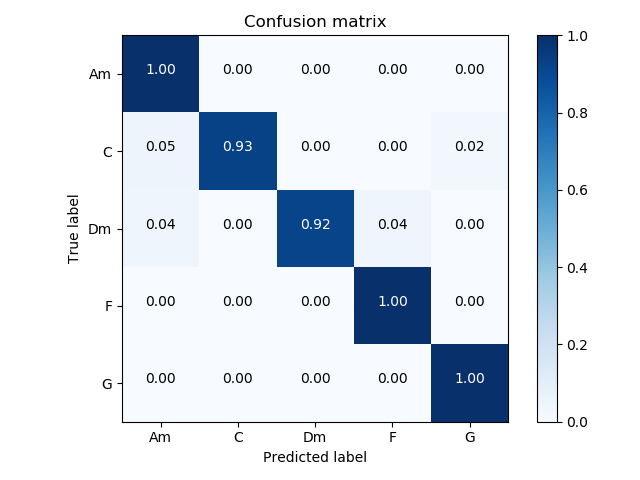 Confusion matrix
Am 1.00 0.00 0.00 0.00 0.00
C 0.05 0.93 0.00 0.00 0.02
Dm 0.04 0.00 0.92 0.04 0.00
F 0.00 0.00 0.00 1.00 0.00
G 0.00 0.00 0.00 0.00 1.00
Am C Dm F G
Predicted label
True label
1.0
0.8
0.6
0.4
0.2
0.0